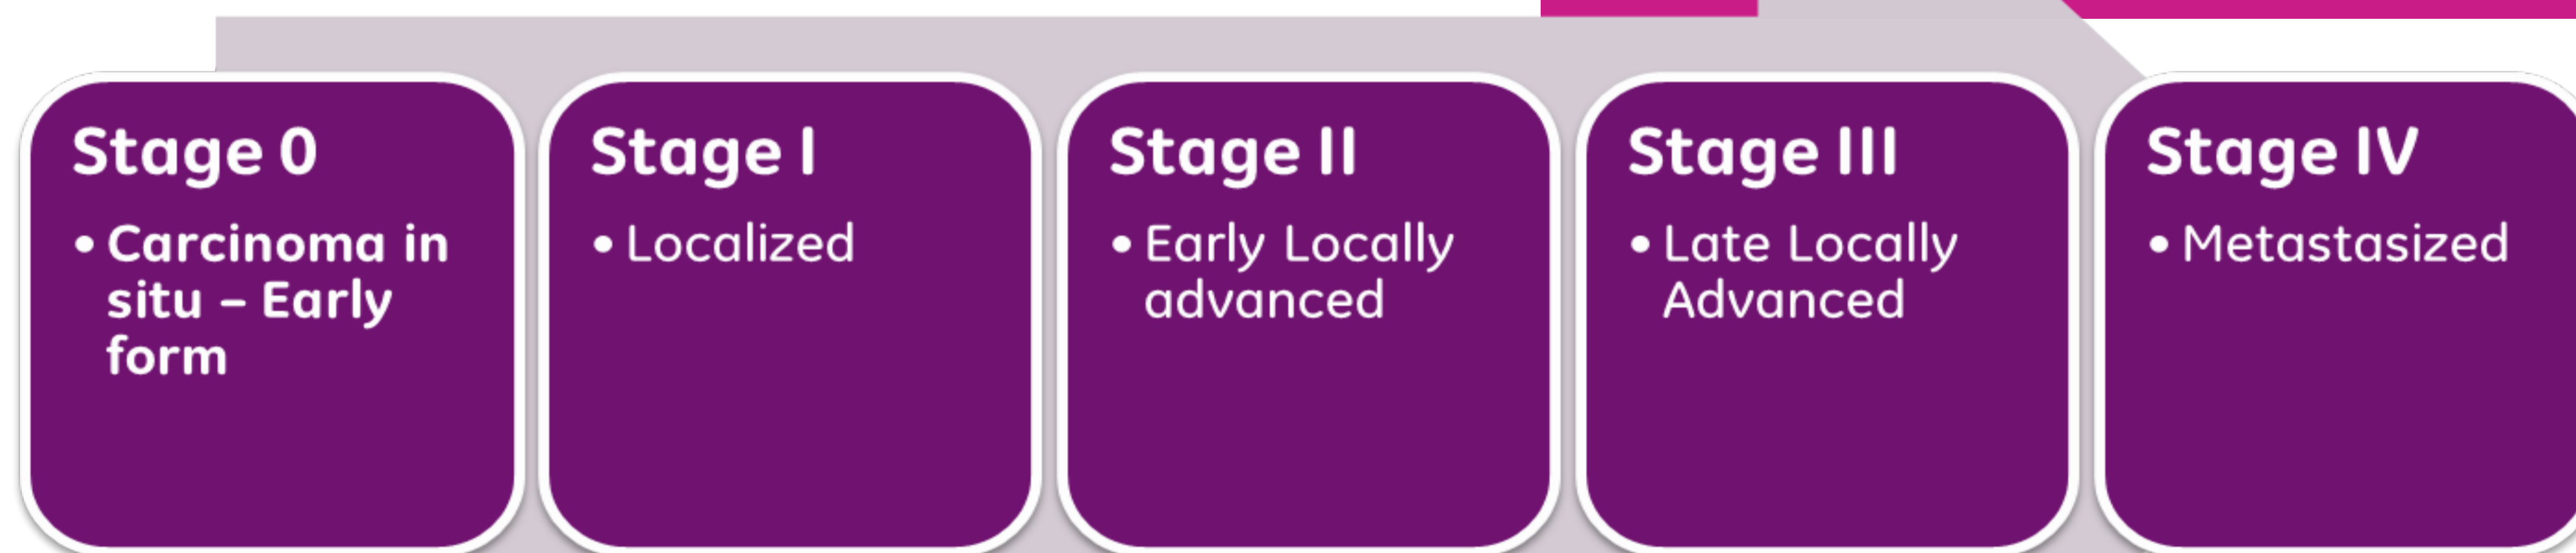 Stage 0
• Carcinoma in
situ – Early
form
Stage I
• Localized
Stage II
• Early Locally
advanced
Stage III
• Late Locally
Advanced
Stage IV
• Metastasized